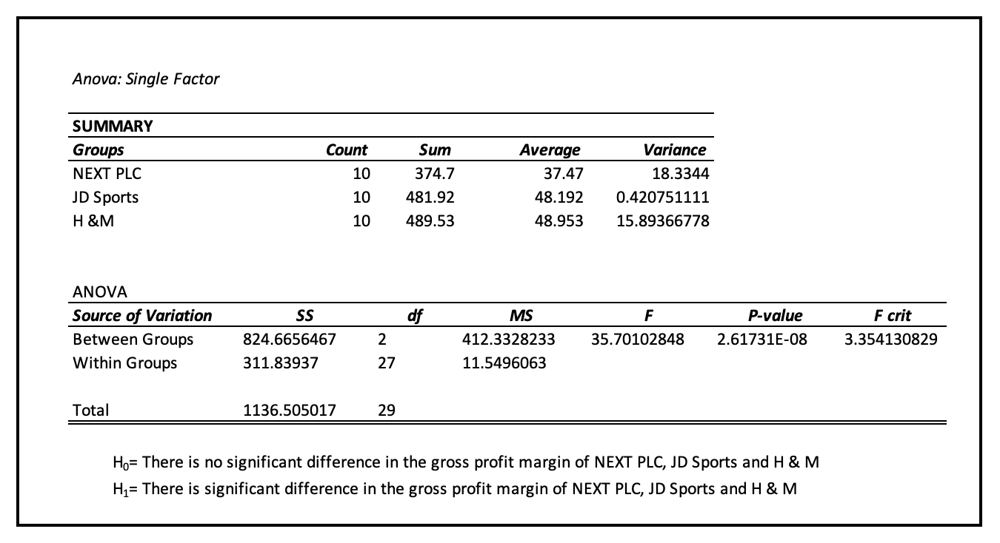 Anova: Single Factor
SUMMARY
Groups Count Sum Average Variance
NEXT PLC 10 374.7 37.47 18.3344
JD Sports 10 481.92 48.192 0.420751111
H &M 10 489.53 48.953 15.89366778
ANOVA
Source of Variation SS df MS F P-value F crit
Between Groups 824.6656467 2 412.3328233 35.70102848 2.61731E-08 3.354130829
Within Groups 311.83937 27 11.5496063
Total 1136.505017 29
H₀= There is no significant difference in the gross profit margin of NEXT PLC, JD Sports and H & M
H₁= There is significant difference in the gross profit margin of NEXT PLC, JD Sports and H & M